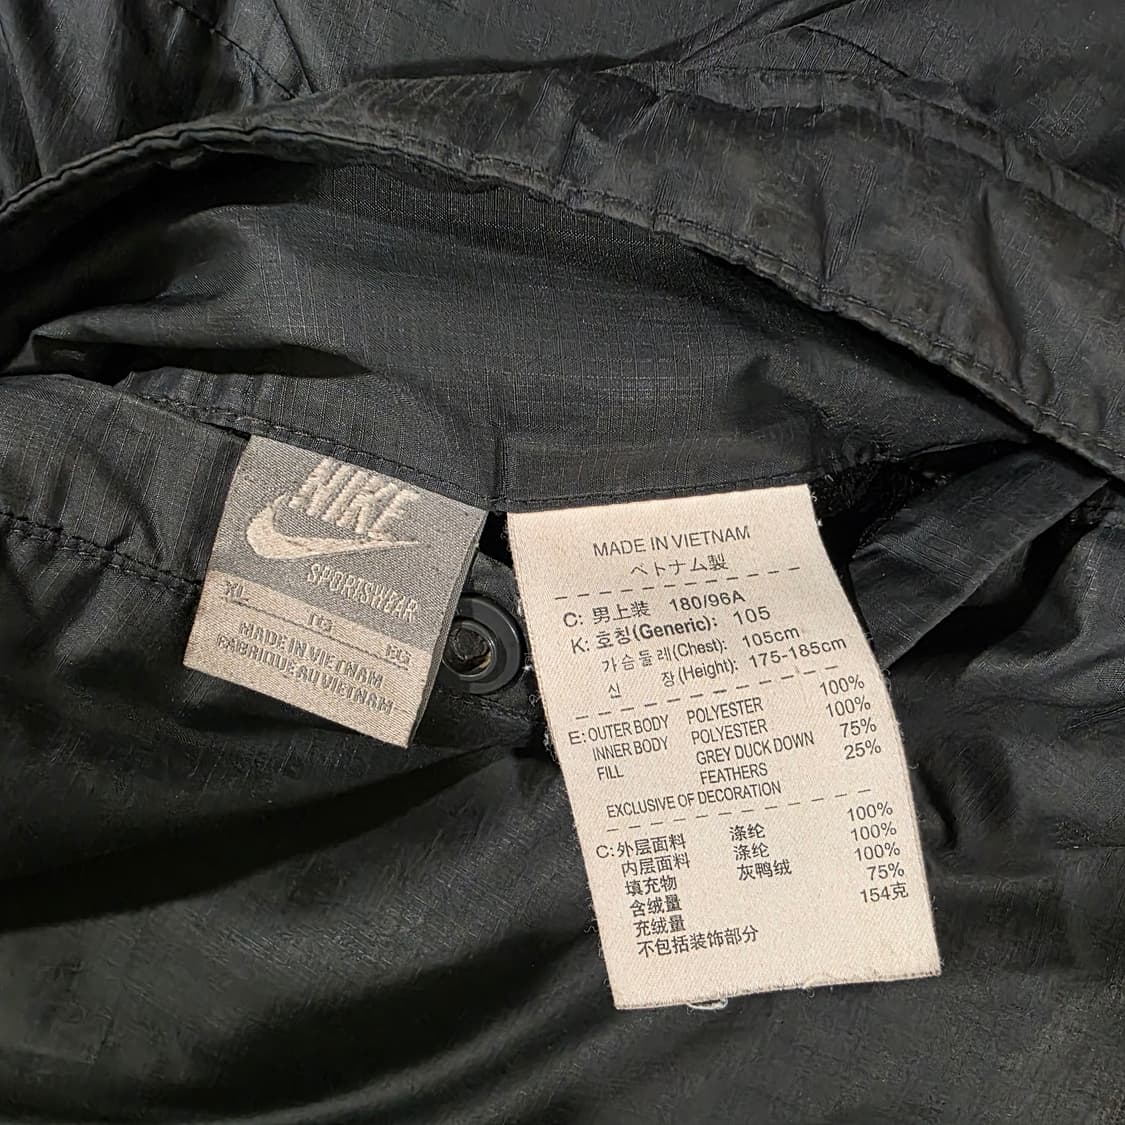 NIKE
SPORTSWEAR
XL
MADE IN VIETNAM
FABRIQUE AU VIETNAM
MADE IN VIETNAM
ベトナム製
C: 男上装 180/96A
K: 호칭(Generic): 105
가슴둘레(Chest): 105cm
신 장(Height): 175-185cm
E: OUTER BODY POLYESTER 100%
INNER BODY POLYESTER 100%
FILL GREY DUCK DOWN 75%
FEATHERS 25%
EXCLUSIVE OF DECORATION
C: 外层面料 涤纶 100%
内层面料 涤纶 100%
填充物 灰鸭绒 100%
含绒量 75%
充绒量 154克
不包括装饰部分